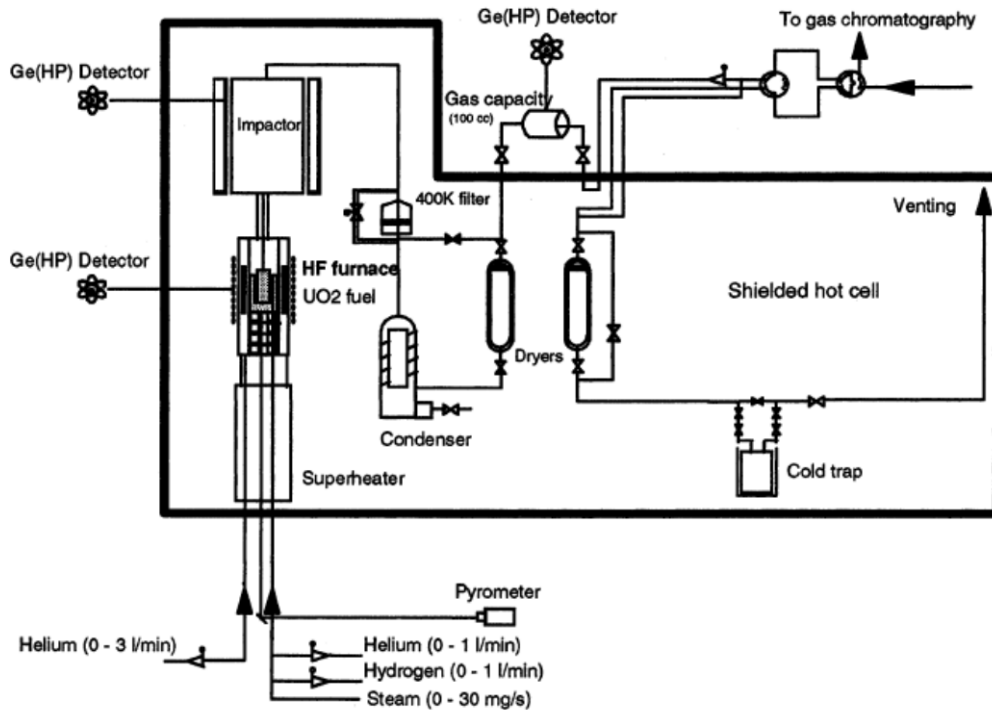 Ge(HP) Detector
To gas chromatography
Ge(HP) Detector
Gas capacity
(100 cc)
Impactor
400K filter
Venting
Ge(HP) Detector
HF furnace
UO2 fuel
Shielded hot cell
Dryers
Condenser
Superheater
Cold trap
Pyrometer
Helium (0 - 3 l/min)
Helium (0 - 1 l/min)
Hydrogen (0 - 1 l/min)
Steam (0 - 30 mg/s)